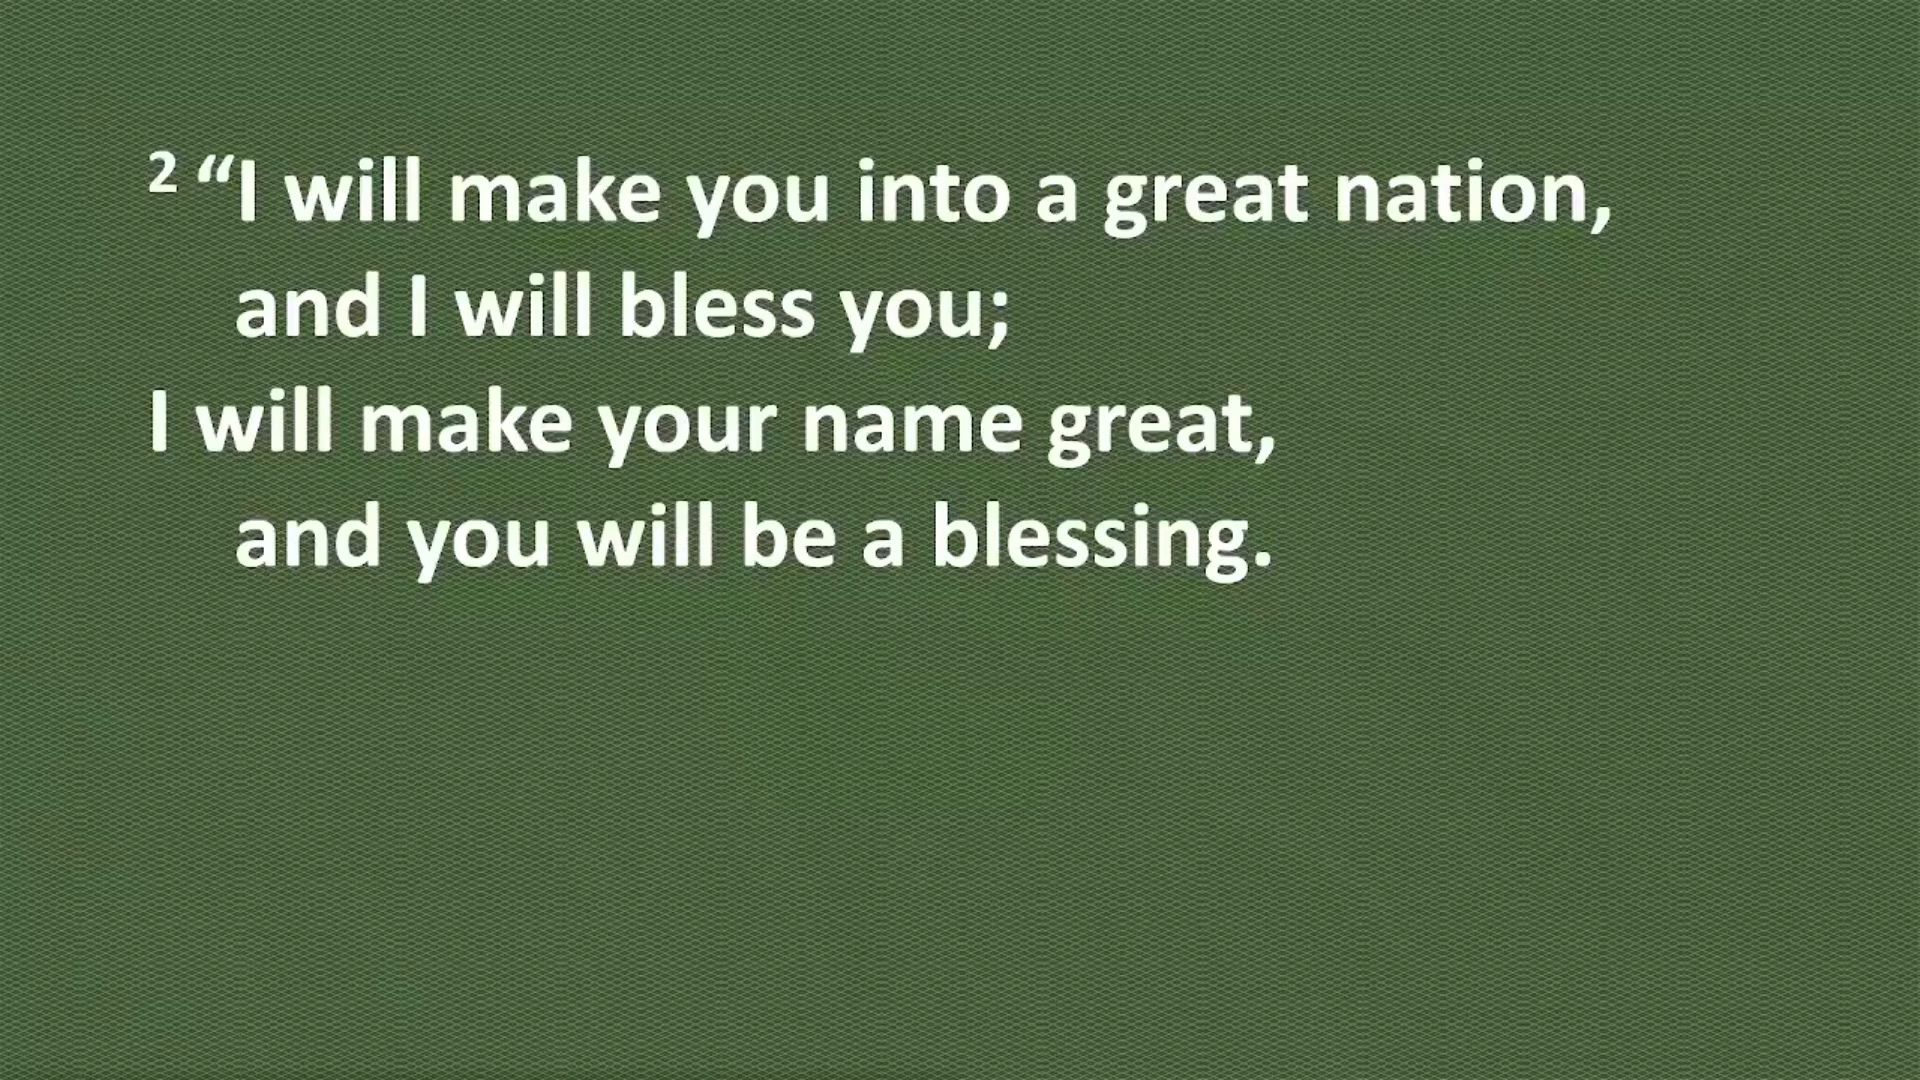 2 “I will make you into a great nation,
and I will bless you;
I will make your name great,
and you will be a blessing.